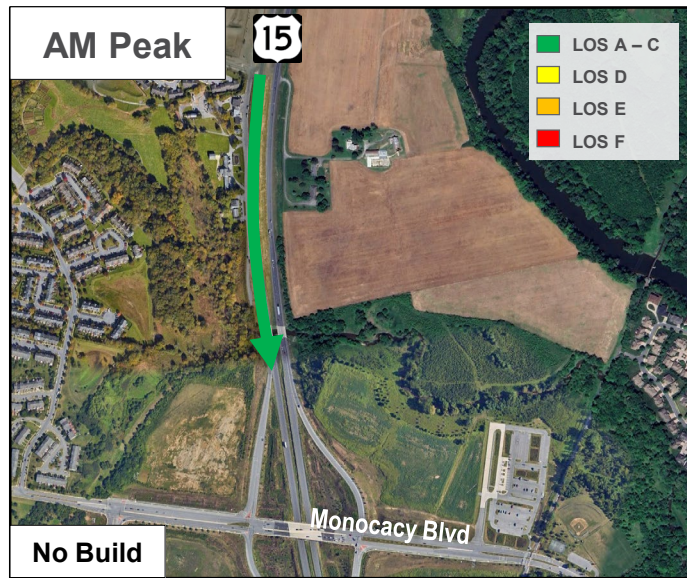 AM Peak
15
LOS A – C
LOS D
LOS E
LOS F
Monocacy Blvd
No Build